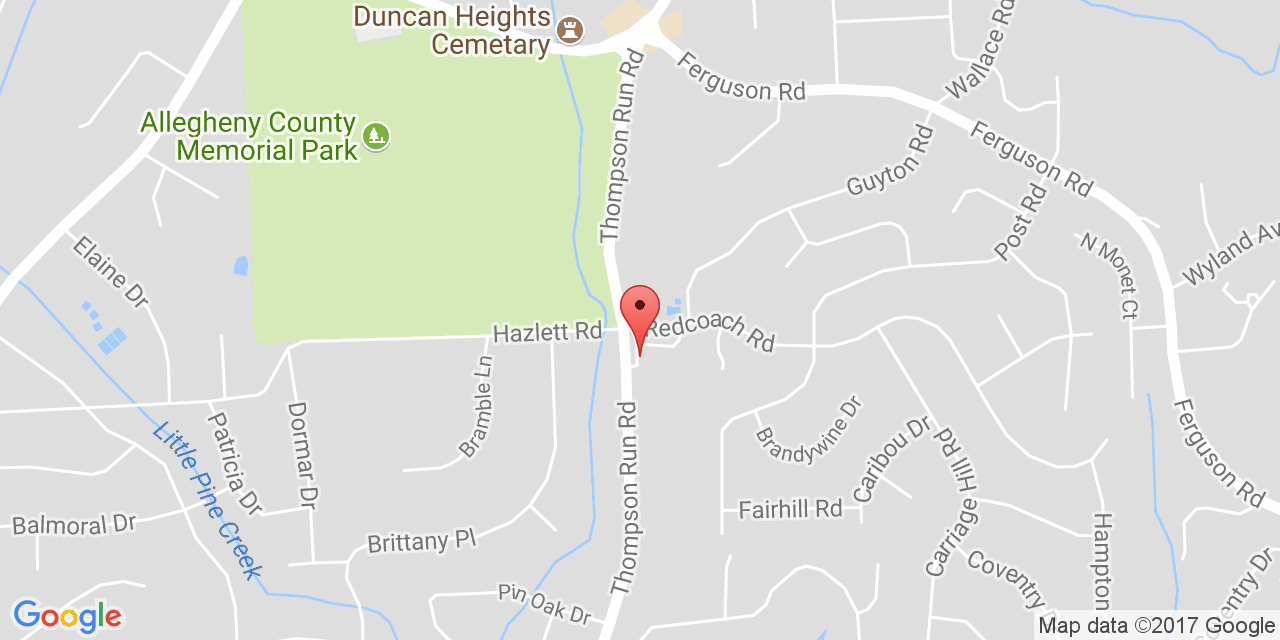 Duncan Heights
Cemetary
Allegheny County
Memorial Park
Thompson Run Rd
Ferguson Rd
Wallace Rd
Ferguson Rd
Guyton Rd
Post Rd
N Monet Ct
Wyland Av
Elaine Dr
Hazlett Rd
Redcoach Rd
Bramble Ln
Patricia Dr
Dormar Dr
Little Pine Creek
Thompson Run Rd
Brandywine Dr
Caribou Dr
Carriage Hill Rd
Ferguson Rd
Fairhill Rd
Balmoral Dr
Brittany Pl
Pin Oak Dr
Hampton
Coventry D
Coventry Dr
Google
Map data ©2017 Google